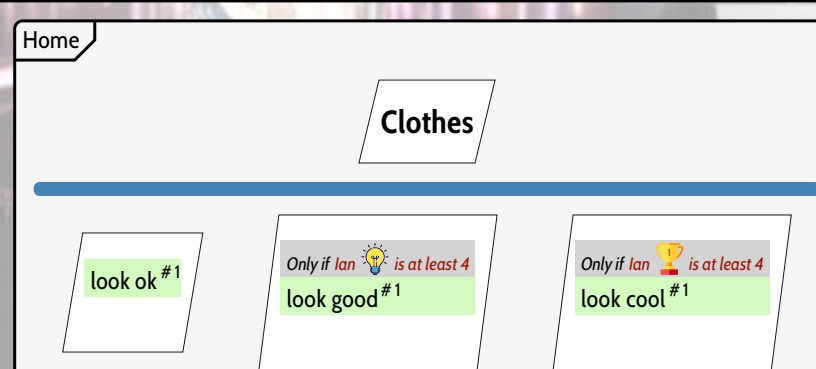 Home
Clothes
look ok #1
Only if Ian is at least 4
look good #1
Only if Ian 1 is at least 4
look cool #1